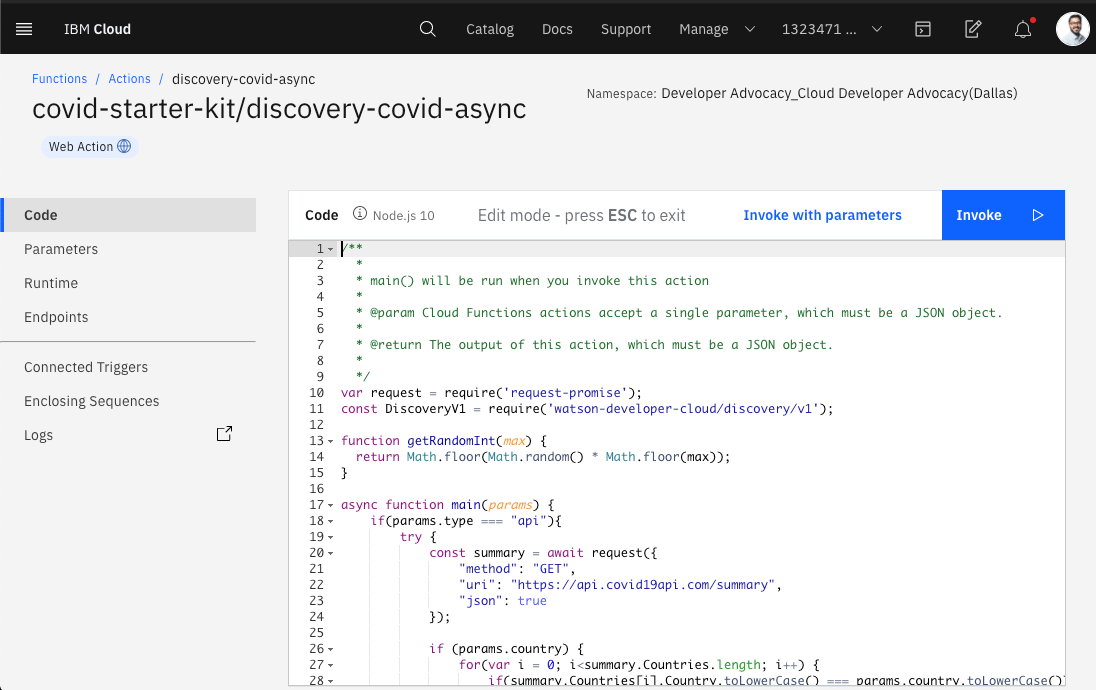 IBM Cloud
Catalog
Docs
Support
Manage
1323471 ...
Functions / Actions / discovery-covid-async
covid-starter-kit/discovery-covid-async
Namespace: Developer Advocacy_Cloud Developer Advocacy(Dallas)
Web Action
Code
Parameters
Runtime
Endpoints
Connected Triggers
Enclosing Sequences
Logs
Code
Node.js 10
Edit mode - press ESC to exit
Invoke with parameters
Invoke
1 /**
2   *
3   * main() will be run when you invoke this action
4   *
5   * @param Cloud Functions actions accept a single parameter, which must be a JSON object.
6   *
7   * @return The output of this action, which must be a JSON object.
8   *
9   */
10 var request = require('request-promise');
11 const DiscoveryV1 = require('watson-developer-cloud/discovery/v1');
12
13 function getRandomInt(max) {
14   return Math.floor(Math.random() * Math.floor(max));
15 }
16
17 async function main(params) {
18     if(params.type === "api"){
19         try {
20             const summary = await request({
21                 "method": "GET",
22                 "uri": "https://api.covid19api.com/summary",
23                 "json": true
24             });
25
26             if (params.country) {
27                 for(var i = 0; i<summary.Countries.length; i++) {
28                     if(summary.Countries[i].Country.toLowerCase() === params.country.toLowerCase()